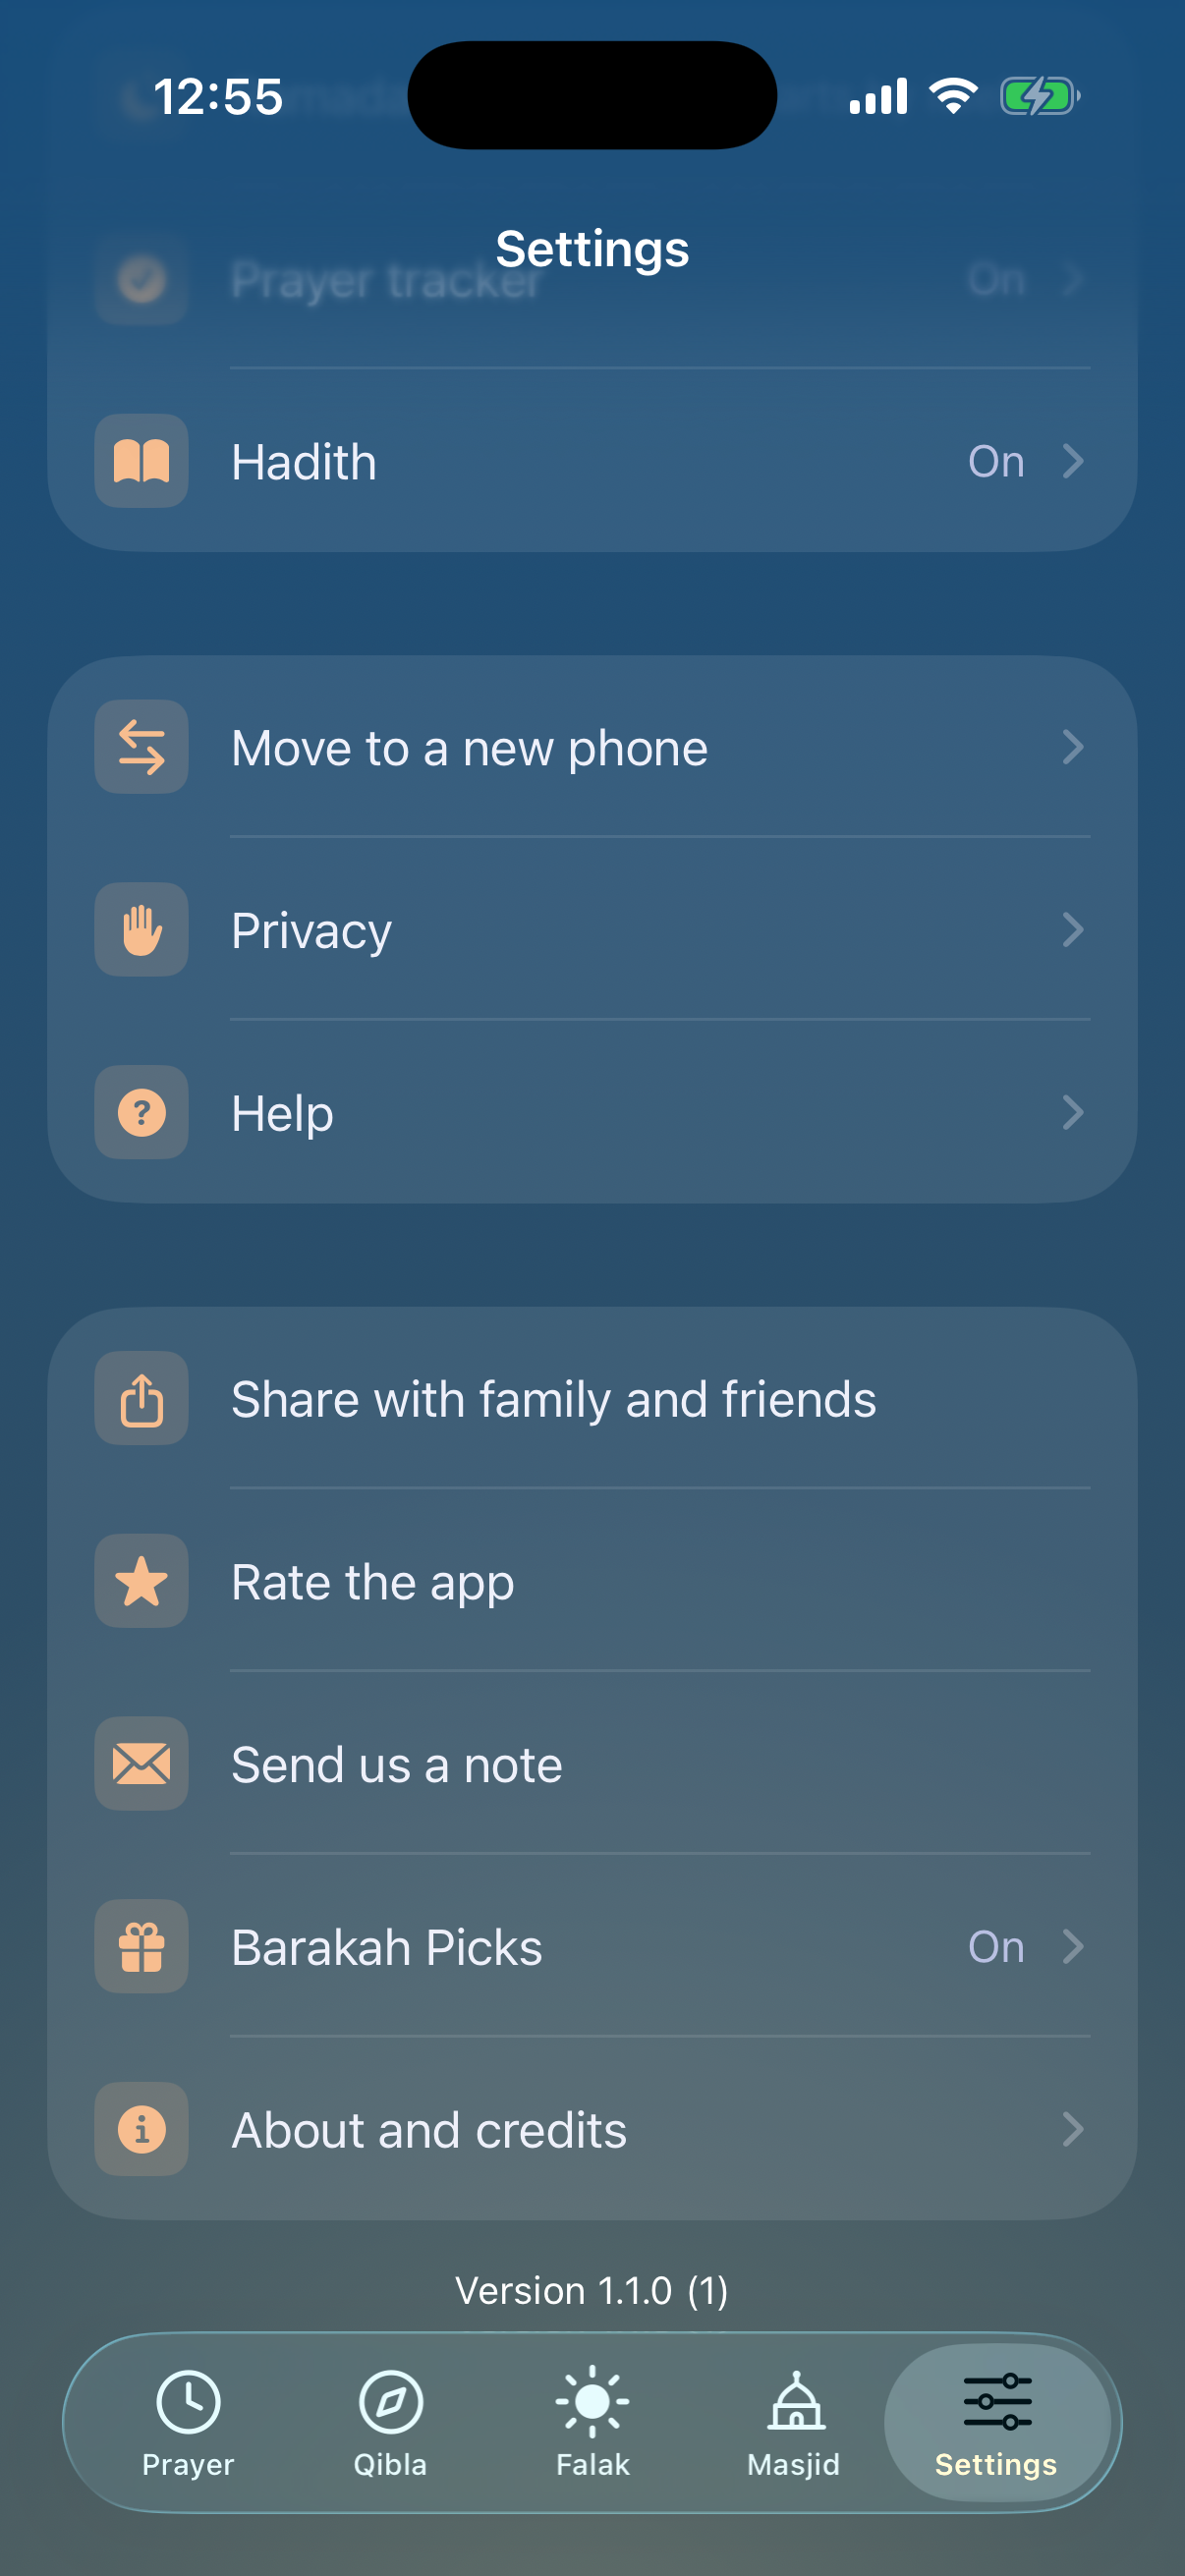 12:55
Settings
Prayer tracker On
Hadith On
Move to a new phone
Privacy
Help
Share with family and friends
Rate the app
Send us a note
Barakah Picks On
About and credits
Version 1.1.0 (1)
Prayer Qibla Falak Masjid Settings